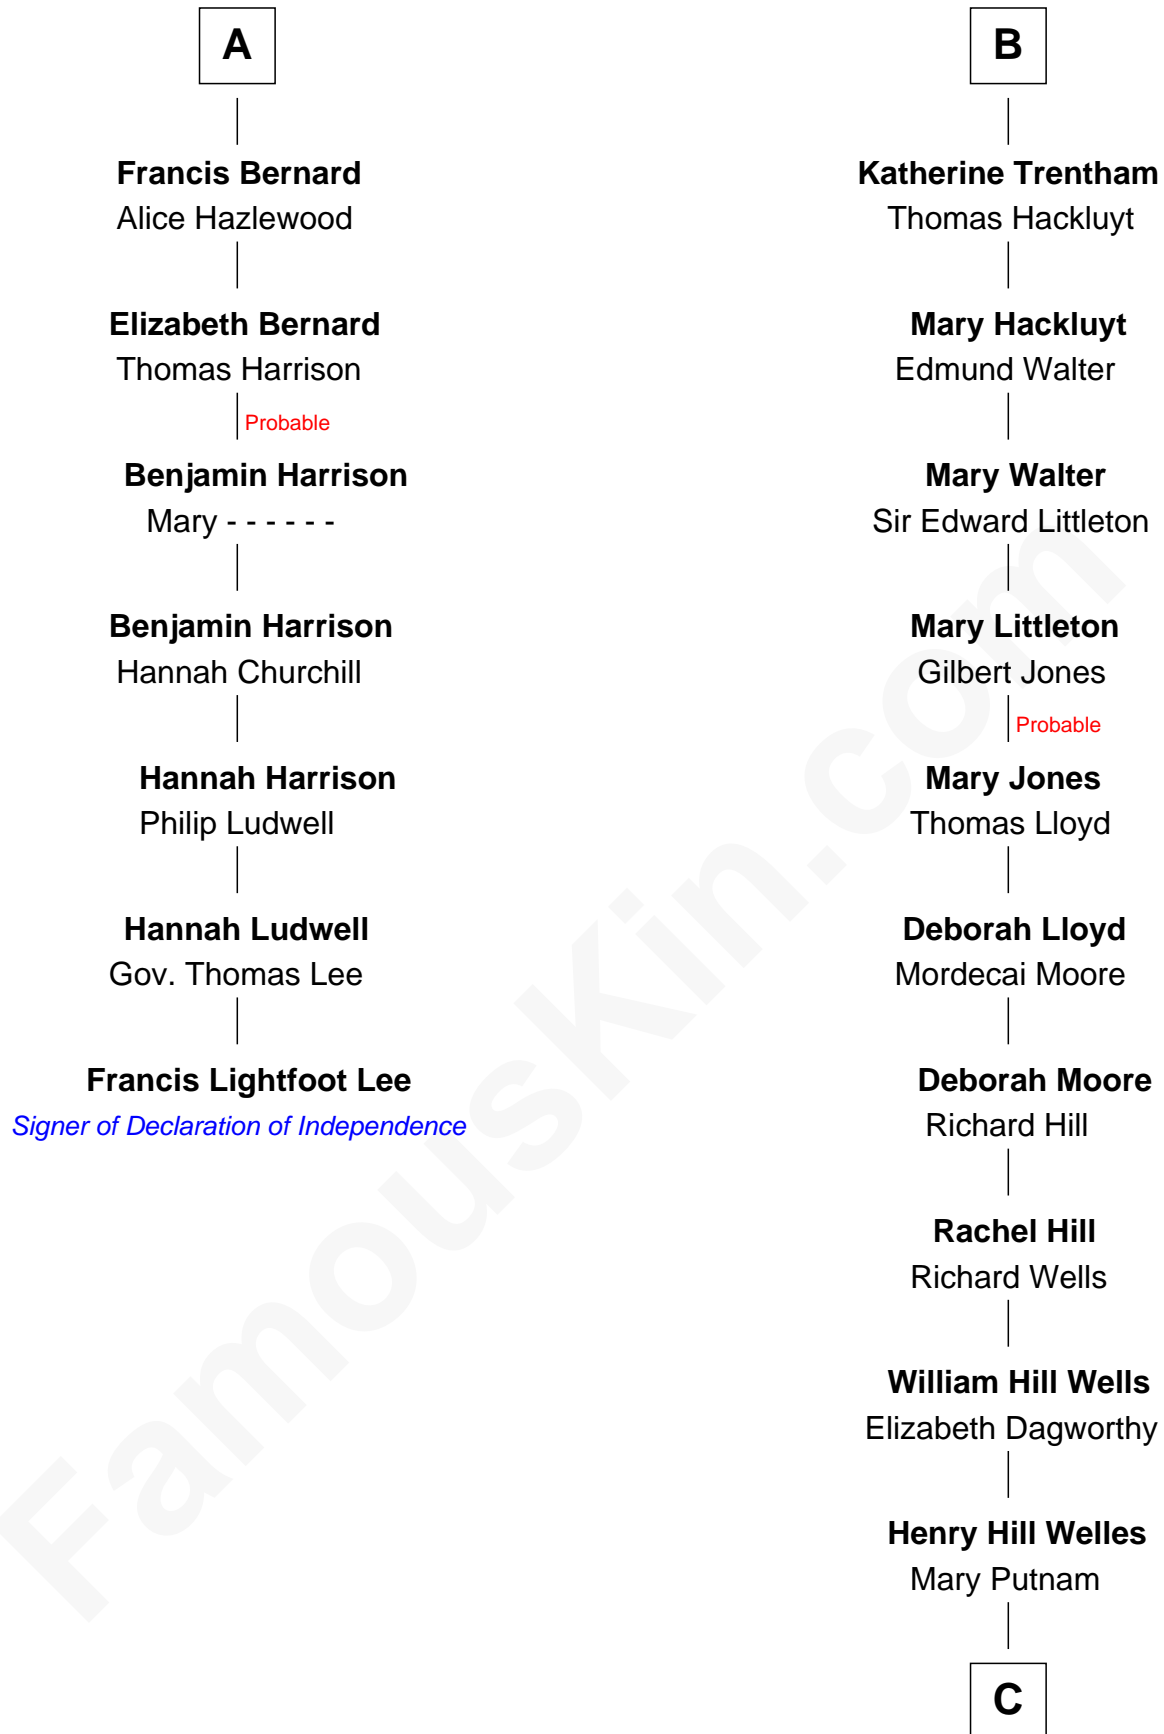 A
Francis Bernard
Alice Hazlewood
Elizabeth Bernard
Thomas Harrison
Probable
Benjamin Harrison
Mary - - - - - -
Benjamin Harrison
Hannah Churchill
Hannah Harrison
Philip Ludwell
Hannah Ludwell
Gov. Thomas Lee
Francis Lightfoot Lee
Signer of Declaration of Independence
B
Katherine Trentham
Thomas Hackluyt
Mary Hackluyt
Edmund Walter
Mary Walter
Sir Edward Littleton
Mary Littleton
Gilbert Jones
Probable
Mary Jones
Thomas Lloyd
Deborah Lloyd
Mordecai Moore
Deborah Moore
Richard Hill
Rachel Hill
Richard Wells
William Hill Wells
Elizabeth Dagworthy
Henry Hill Welles
Mary Putnam
C
FamousKin.com